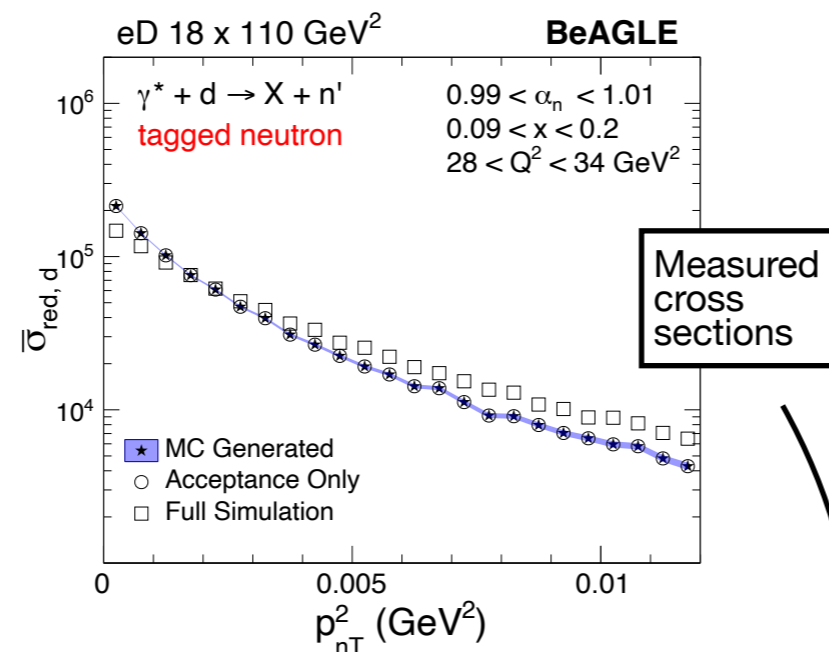 eD 18 x 110 GeV² BeAGLE
γ* + d → X + n' 0.99 < αₙ < 1.01
tagged neutron 0.09 < x < 0.2
28 < Q² < 34 GeV²
10⁶
10⁵
10⁴
σ̅red, d
Measured
cross
sections
MC Generated
Acceptance Only
Full Simulation
0 0.005 0.01
p²nT (GeV²)